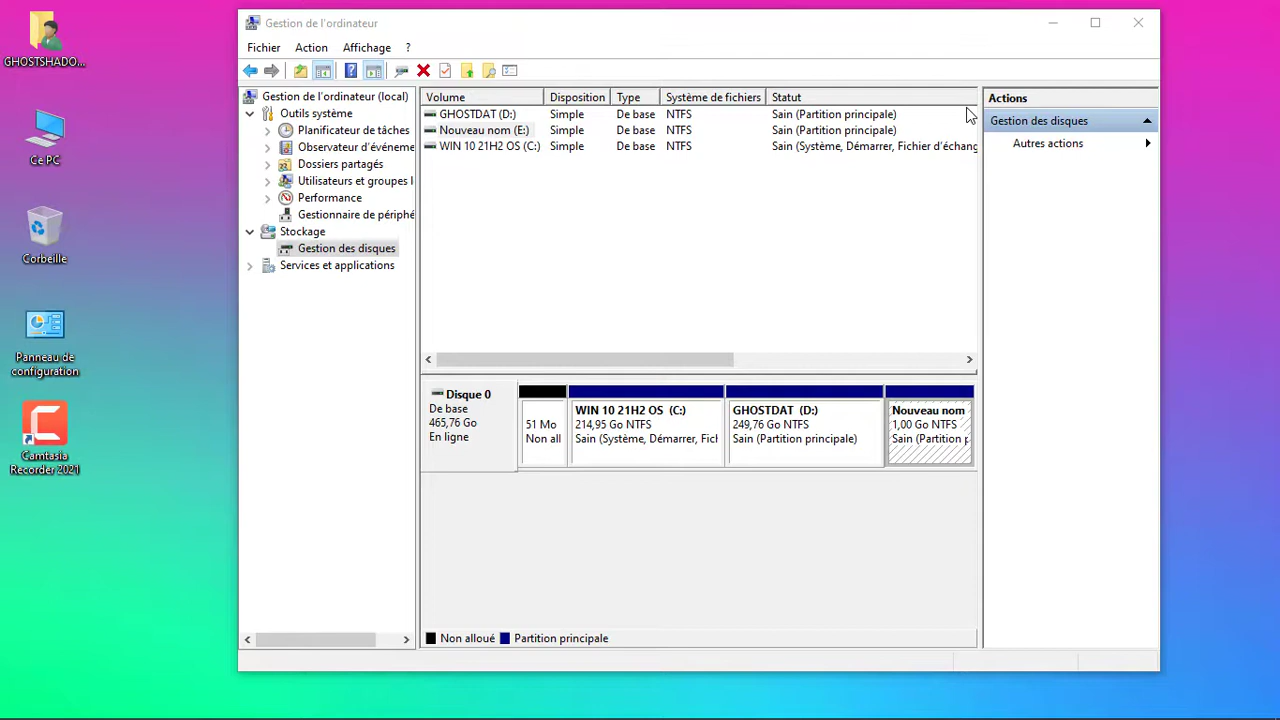 GHOSTSHADO...
Ce PC
Corbeille
Panneau de
configuration
Camtasia
Recorder 2021
Gestion de l'ordinateur
Fichier Action Affichage ?
Gestion de l'ordinateur (local)
Outils système
Planificateur de tâches
Observateur d'événeme
Dossiers partagés
Utilisateurs et groupes l
Performance
Gestionnaire de périphé
Stockage
Gestion des disques
Services et applications
Volume Disposition Type Système de fichiers Statut
GHOSTDAT (D:) Simple De base NTFS Sain (Partition principale)
Nouveau nom (E:) Simple De base NTFS Sain (Partition principale)
WIN 10 21H2 OS (C:) Simple De base NTFS Sain (Système, Démarrer, Fichier d'échang
Disque 0
De base
465,76 Go
En ligne
51 Mo
Non all
WIN 10 21H2 OS (C:)
214,95 Go NTFS
Sain (Système, Démarrer, Fich
GHOSTDAT (D:)
249,76 Go NTFS
Sain (Partition principale)
Nouveau nom
1,00 Go NTFS
Sain (Partition p
Non alloué Partition principale
Actions
Gestion des disques
Autres actions